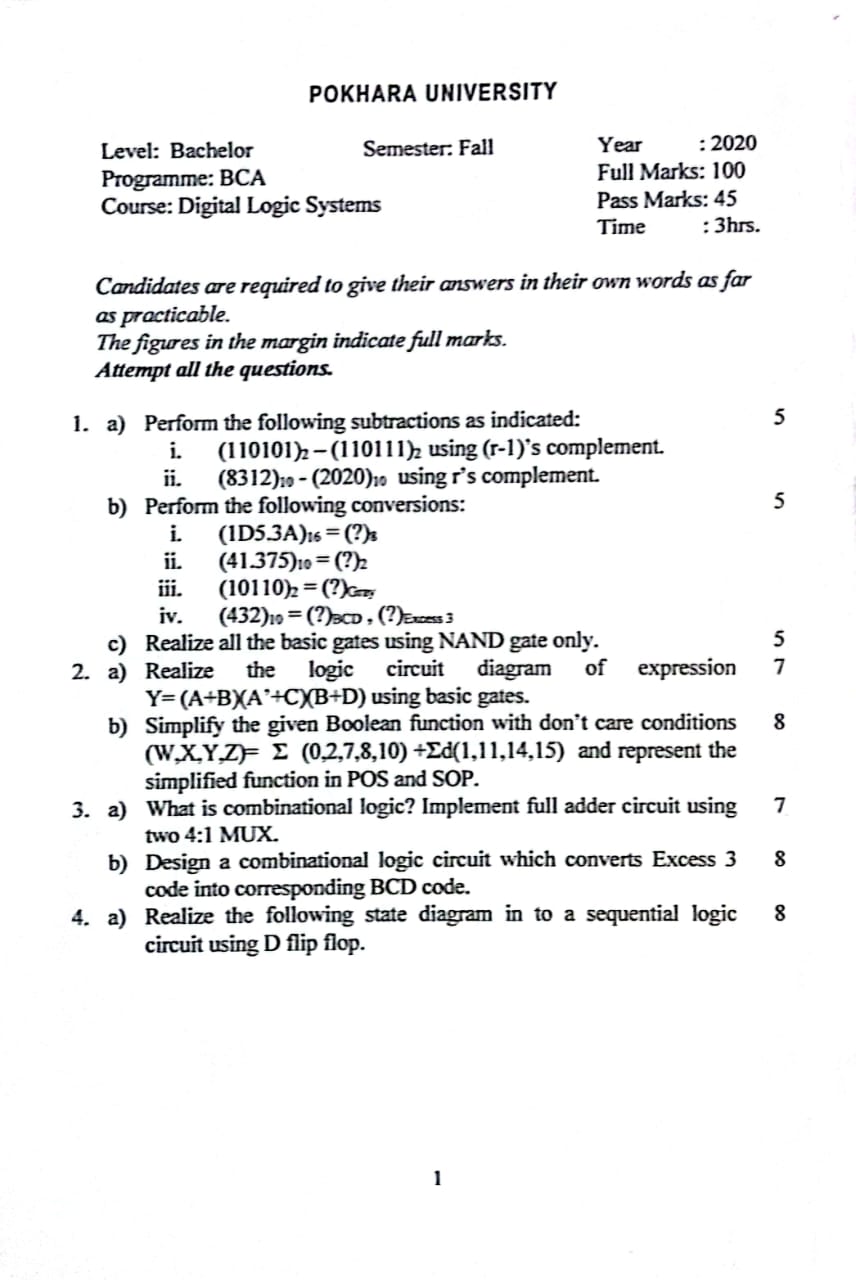 POKHARA UNIVERSITY
Level: Bachelor Semester: Fall Year : 2020
Programme: BCA Full Marks: 100
Course: Digital Logic Systems Pass Marks: 45
Time : 3hrs.
Candidates are required to give their answers in their own words as far
as practicable.
The figures in the margin indicate full marks.
Attempt all the questions.
1. a) Perform the following subtractions as indicated: 5
i. (110101)₂ – (110111)₂ using (r-1)'s complement.
ii. (8312)₁₀ - (2020)₁₀ using r's complement.
b) Perform the following conversions: 5
i. (1D5.3A)₁₆ = (?)₈
ii. (41.375)₁₀ = (?)₂
iii. (10110)₂ = (?)Gray
iv. (432)₁₀ = (?)BCD , (?)Excess 3
c) Realize all the basic gates using NAND gate only. 5
2. a) Realize the logic circuit diagram of expression 7
Y= (A+B)(A'+C)(B+D) using basic gates.
b) Simplify the given Boolean function with don't care conditions 8
(W,X,Y,Z)= Σ (0,2,7,8,10) +Σd(1,11,14,15) and represent the
simplified function in POS and SOP.
3. a) What is combinational logic? Implement full adder circuit using 7
two 4:1 MUX.
b) Design a combinational logic circuit which converts Excess 3 8
code into corresponding BCD code.
4. a) Realize the following state diagram in to a sequential logic 8
circuit using D flip flop.
1